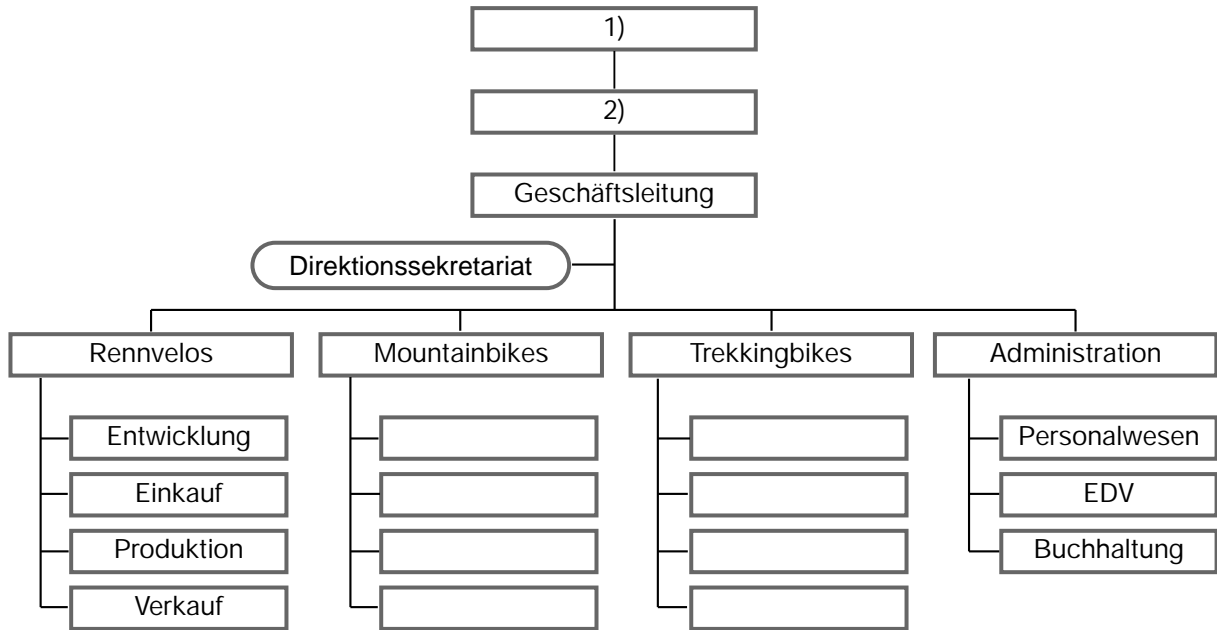 1)
2)
Geschäftsleitung
Direktionssekretariat
Rennvelos
Mountainbikes
Trekkingbikes
Administration
Entwicklung
Einkauf
Produktion
Verkauf
Personalwesen
EDV
Buchhaltung